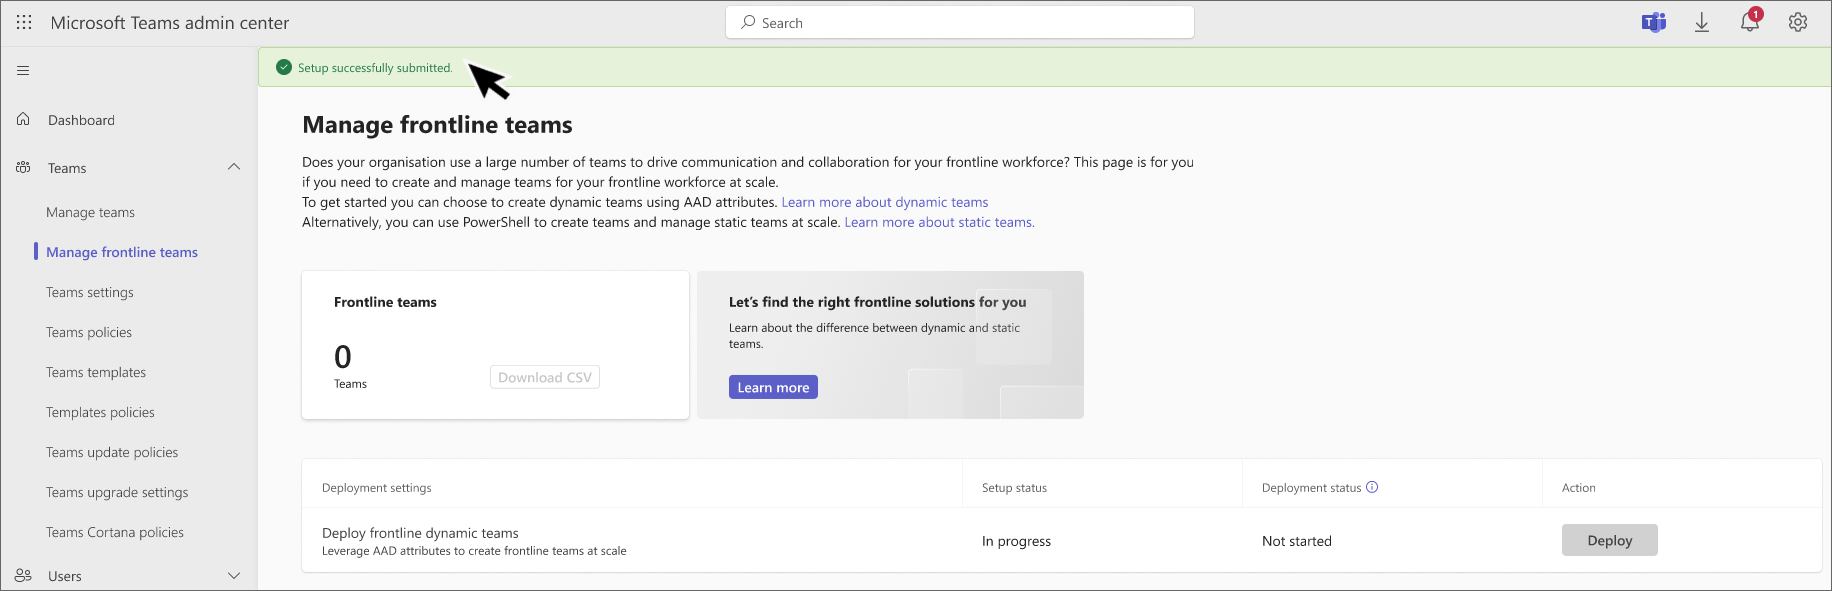 Microsoft Teams admin center
Search
1
Setup successfully submitted.
Dashboard
Teams
Manage teams
Manage frontline teams
Teams settings
Teams policies
Teams templates
Templates policies
Teams update policies
Teams upgrade settings
Teams Cortana policies
Users
Manage frontline teams
Does your organisation use a large number of teams to drive communication and collaboration for your frontline workforce? This page is for you
if you need to create and manage teams for your frontline workforce at scale.
To get started you can choose to create dynamic teams using AAD attributes. Learn more about dynamic teams
Alternatively, you can use PowerShell to create teams and manage static teams at scale. Learn more about static teams.
Frontline teams
0
Teams
Download CSV
Let's find the right frontline solutions for you
Learn about the difference between dynamic and static
teams.
Learn more
Deployment settings
Setup status
Deployment status
Action
Deploy frontline dynamic teams
Leverage AAD attributes to create frontline teams at scale
In progress
Not started
Deploy